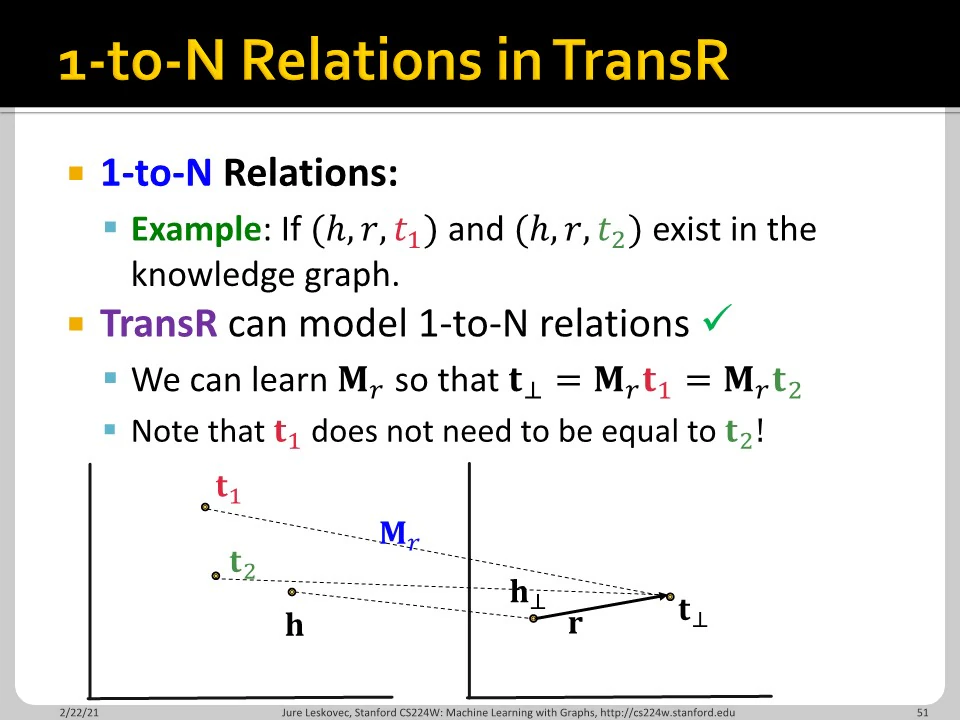 1-to-N Relations in TransR
1-to-N Relations:
Example: If (ℎ, 𝑟, 𝑡₁) and (ℎ, 𝑟, 𝑡₂) exist in the
knowledge graph.
TransR can model 1-to-N relations ✓
We can learn 𝐌ᵣ so that 𝐭⊥ = 𝐌ᵣ𝐭₁ = 𝐌ᵣ𝐭₂
Note that 𝐭₁ does not need to be equal to 𝐭₂!
𝐭₁
𝐌ᵣ
𝐭₂
𝐡
𝐡⊥
𝐫
𝐭⊥
2/22/21 Jure Leskovec, Stanford CS224W: Machine Learning with Graphs, http://cs224w.stanford.edu 51